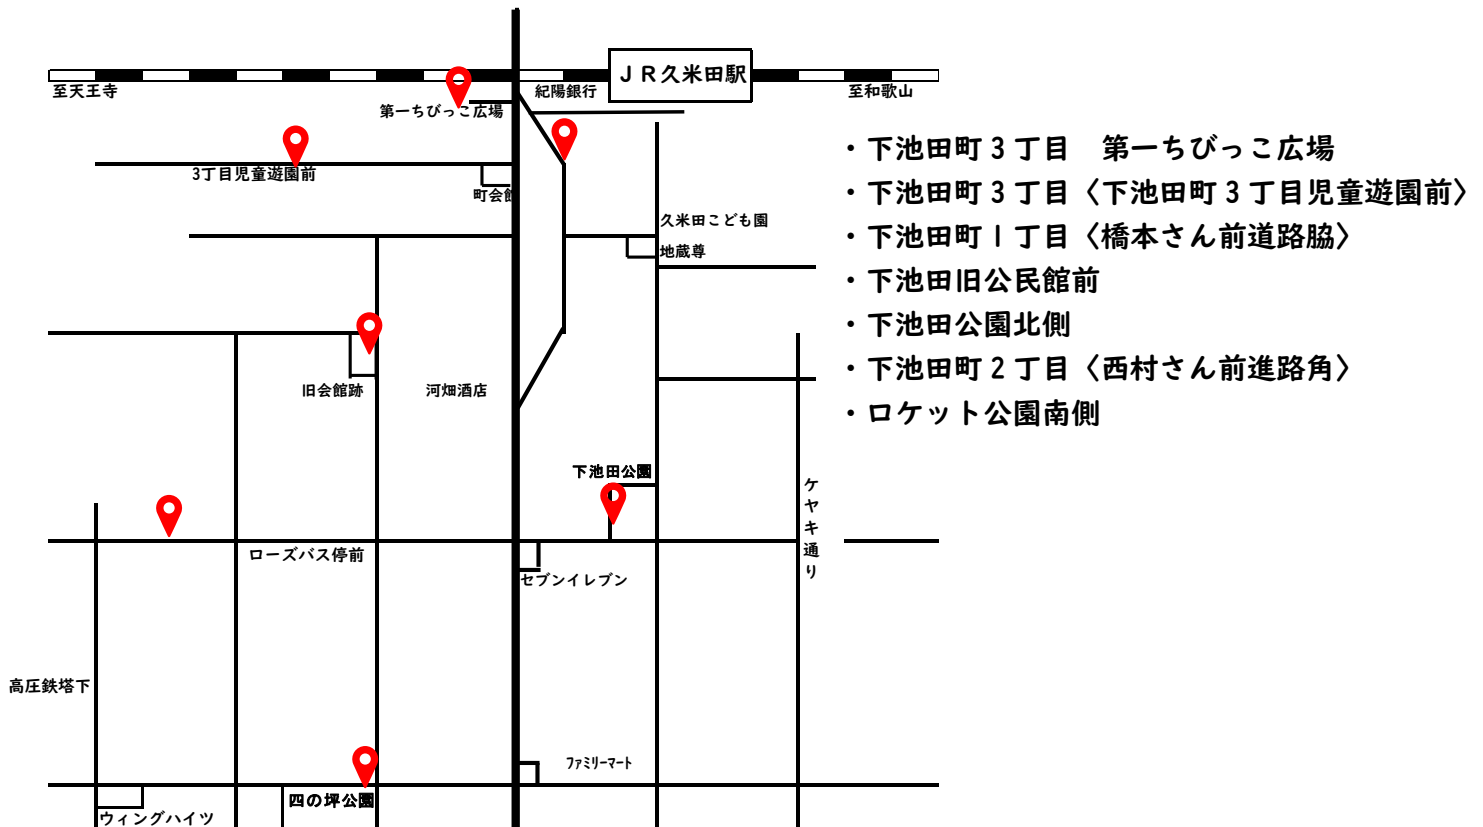 ＪＲ久米田駅
至天王寺
紀陽銀行
至和歌山
第一ちびっこ広場
3丁目児童遊園前
町会館
久米田こども園
地蔵尊
旧会館跡
河畑酒店
下池田公園
ケヤキ通り
ローズバス停前
セブンイレブン
高圧鉄塔下
ファミリーマート
四の坪公園
ウィングハイツ
・下池田町３丁目　第一ちびっこ広場
・下池田町３丁目〈下池田町３丁目児童遊園前〉
・下池田町１丁目〈橋本さん前道路脇〉
・下池田旧公民館前
・下池田公園北側
・下池田町２丁目〈西村さん前進路角〉
・ロケット公園南側